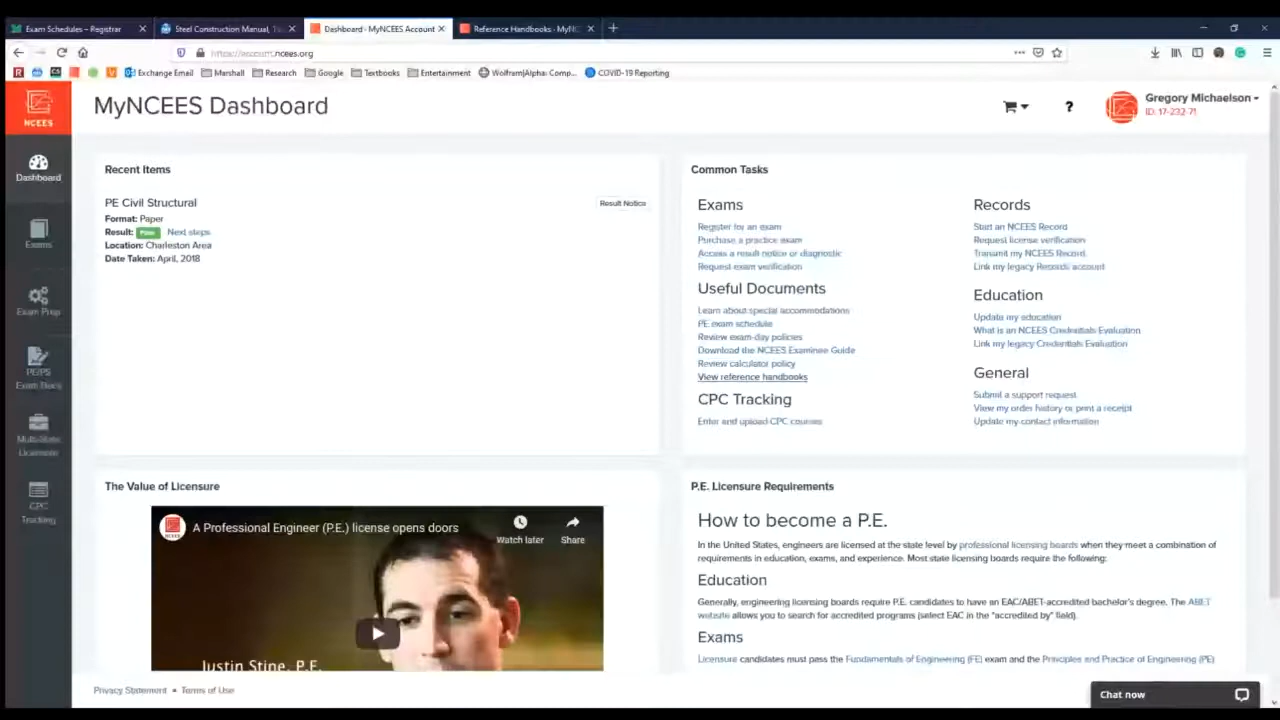 Exam Schedules – Registrar
Steel Construction Manual,
Dashboard - MyNCEES Account
Reference Handbooks - MyNC
ncees.org
Exchange Email
Marshall
Research
Google
Textbooks
Entertainment
Wolfram|Alpha: Comp...
COVID-19 Reporting
NCEES
MyNCEES Dashboard
Gregory Michaelson
ID: 17-232-71
Dashboard
Exams
Exam Prep
PE/PS
Exam Docs
Multi-State
Licensure
CPC
Tracking
Recent Items
PE Civil Structural
Result Notice
Format: Paper
Result: Pass Next steps
Location: Charleston Area
Date Taken: April, 2018
Common Tasks
Exams
Register for an exam
Purchase a practice exam
Access a result notice or diagnostic
Request exam verification
Useful Documents
Learn about special accommodations
PE exam schedule
Review exam-day policies
Download the NCEES Examinee Guide
Review calculator policy
View reference handbooks
CPC Tracking
Enter and upload CPC courses
Records
Start an NCEES Record
Request license verification
Transmit my NCEES Record
Link my legacy Records account
Education
Update my education
What is an NCEES Credentials Evaluation
Link my legacy Credentials Evaluation
General
Submit a support request
View my order history or print a receipt
Update my contact information
The Value of Licensure
A Professional Engineer (P.E.) license opens doors
Watch later
Share
Justin Stine, P.E.
P.E. Licensure Requirements
How to become a P.E.
In the United States, engineers are licensed at the state level by professional licensing boards when they meet a combination of
requirements in education, exams, and experience. Most state licensing boards require the following:
Education
Generally, engineering licensing boards require P.E. candidates to have an EAC/ABET-accredited bachelor's degree. The ABET
website allows you to search for accredited programs (select EAC in the "accredited by" field).
Exams
Licensure candidates must pass the Fundamentals of Engineering (FE) exam and the Principles and Practice of Engineering (PE)
Privacy Statement • Terms of Use
Chat now